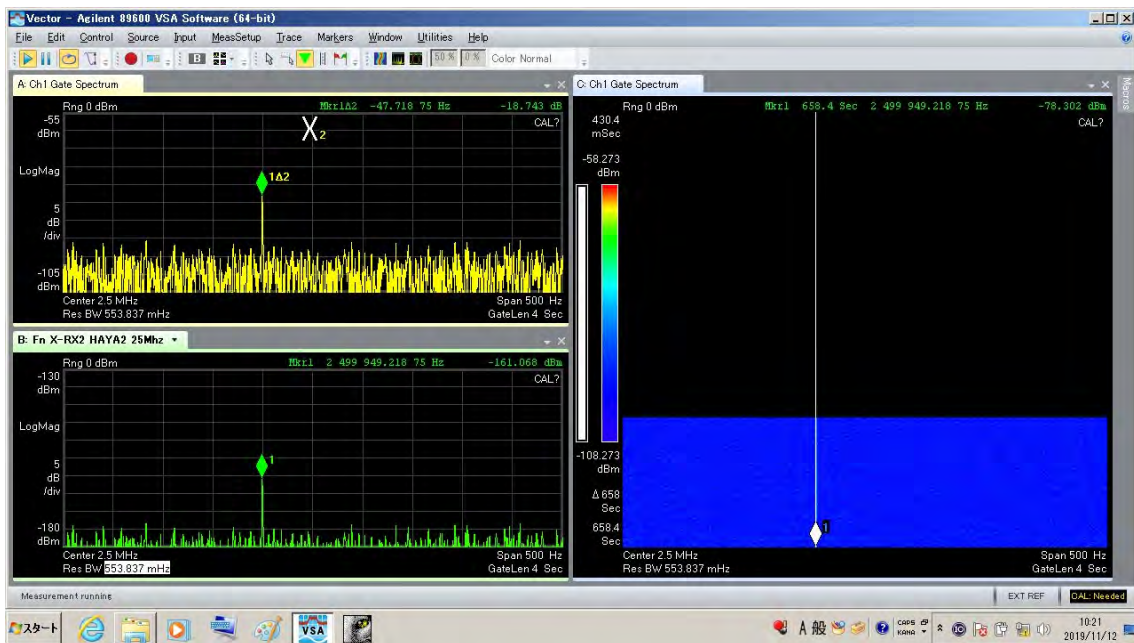 Vector - Agilent 89600 VSA Software (64-bit)
File Edit Control Source Input MeasSetup Trace Markers Window Utilities Help
50 % 0 % Color Normal
A: Ch1 Gate Spectrum
Rng 0 dBm Mkr1Δ2 -47.718 75 Hz -18.743 dB
-55
dBm
CAL?
2
LogMag
1Δ2
5
dB
/div
-105
dBm
Center 2.5 MHz Span 500 Hz
Res BW 553.837 mHz GateLen 4 Sec
B: Fn X-RX2 HAYA2 25Mhz
Rng 0 dBm Mkr1 2 499 949.218 75 Hz -161.068 dBm
-130
dBm
CAL?
LogMag
1
5
dB
/div
-180
dBm
Center 2.5 MHz Span 500 Hz
Res BW 553.837 mHz GateLen 4 Sec
C: Ch1 Gate Spectrum
Macros
Rng 0 dBm Mkr1 658.4 Sec 2 499 949.218 75 Hz -78.302 dBm
430.4
mSec
CAL?
-58.273
dBm
-108.273
dBm
Δ 658
Sec
658.4
Sec
1
Center 2.5 MHz Span 500 Hz
Res BW 553.837 mHz GateLen 4 Sec
Measurement running EXT REF CAL: Needed
スタート VSA A 般 CAPS KANA 10:21
2019/11/12